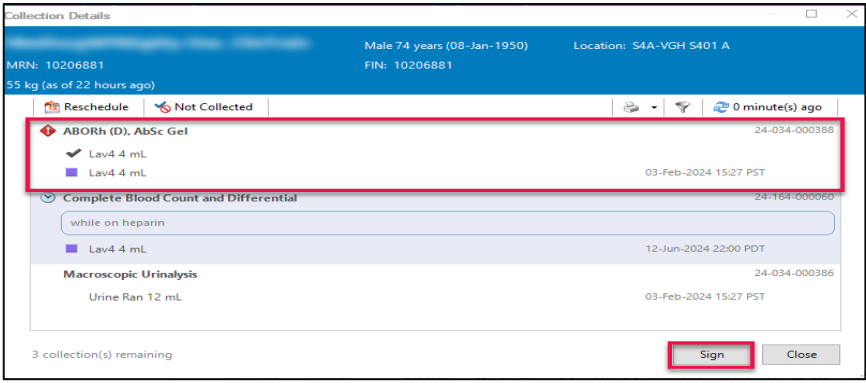 Collection Details
Male 74 years (08-Jan-1950) Location: S4A-VGH S401 A
MRN: 10206881 FIN: 10206881
55 kg (as of 22 hours ago)
Reschedule Not Collected 0 minute(s) ago
ABORh (D), AbSc Gel 24-034-000388
Lav4 4 mL
Lav4 4 mL 03-Feb-2024 15:27 PST
Complete Blood Count and Differential 24-164-000060
while on heparin
Lav4 4 mL 12-Jun-2024 22:00 PDT
Macroscopic Urinalysis 24-034-000386
Urine Ran 12 mL 03-Feb-2024 15:27 PST
3 collection(s) remaining Sign Close